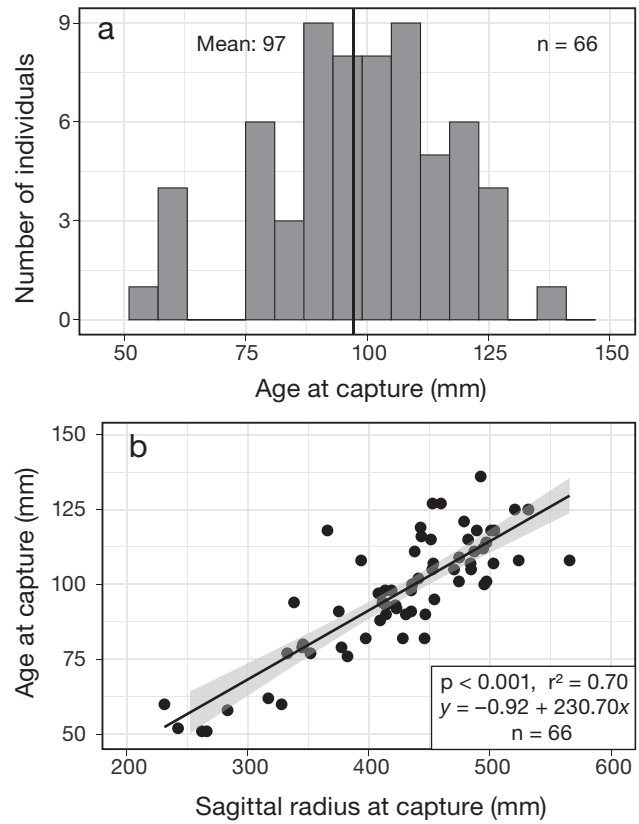 a
Mean: 97
n = 66
9
6
3
0
Number of individuals
50 75 100 125 150
Age at capture (mm)
b
150
125
100
75
50
Age at capture (mm)
p < 0.001, r² = 0.70
y = −0.92 + 230.70x
n = 66
200 300 400 500 600
Sagittal radius at capture (mm)